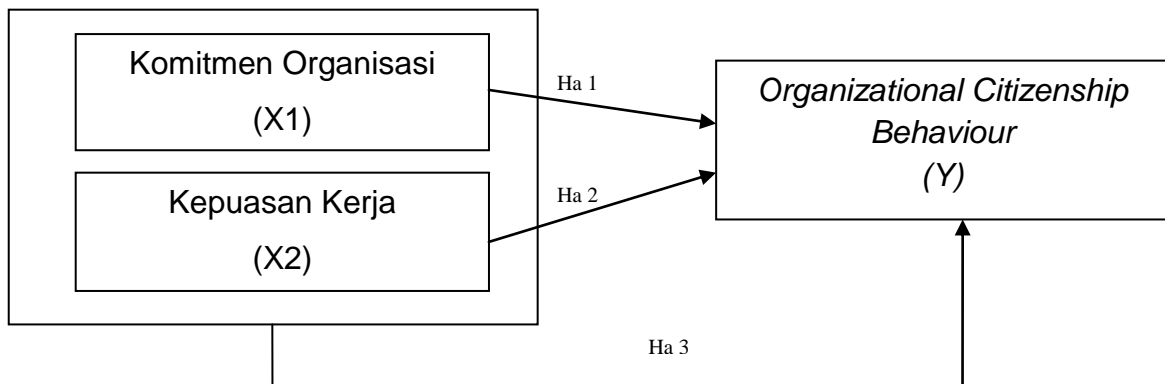 Komitmen Organisasi
(X1)
Ha 1
Organizational Citizenship
Behaviour
(Y)
Kepuasan Kerja
(X2)
Ha 2
Ha 3